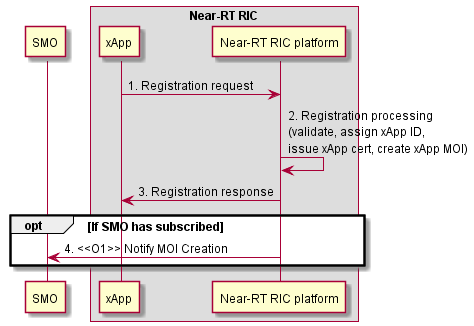 Near-RT RIC
SMO
xApp
Near-RT RIC platform
1. Registration request
2. Registration processing
(validate, assign xApp ID,
issue xApp cert, create xApp MOI)
3. Registration response
opt
[If SMO has subscribed]
4. <<O1>> Notify MOI Creation
SMO
xApp
Near-RT RIC platform